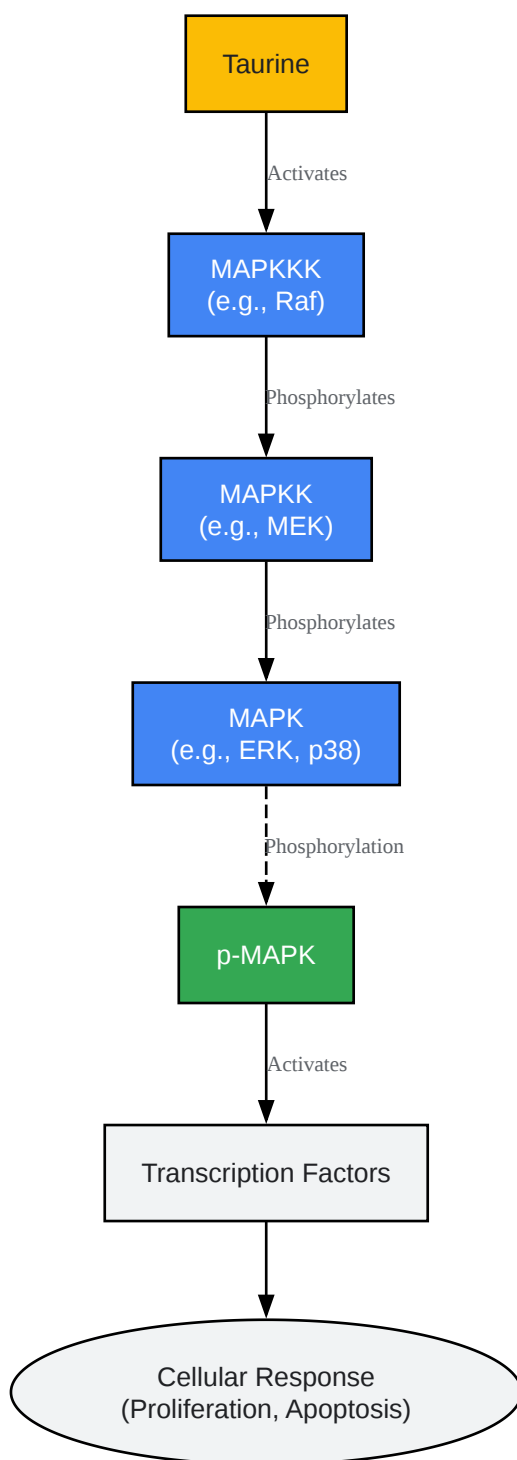 Taurine
Activates
MAPKKK
(e.g., Raf)
Phosphorylates
MAPKK
(e.g., MEK)
Phosphorylates
MAPK
(e.g., ERK, p38)
Phosphorylation
p-MAPK
Activates
Transcription Factors
Cellular Response
(Proliferation, Apoptosis)